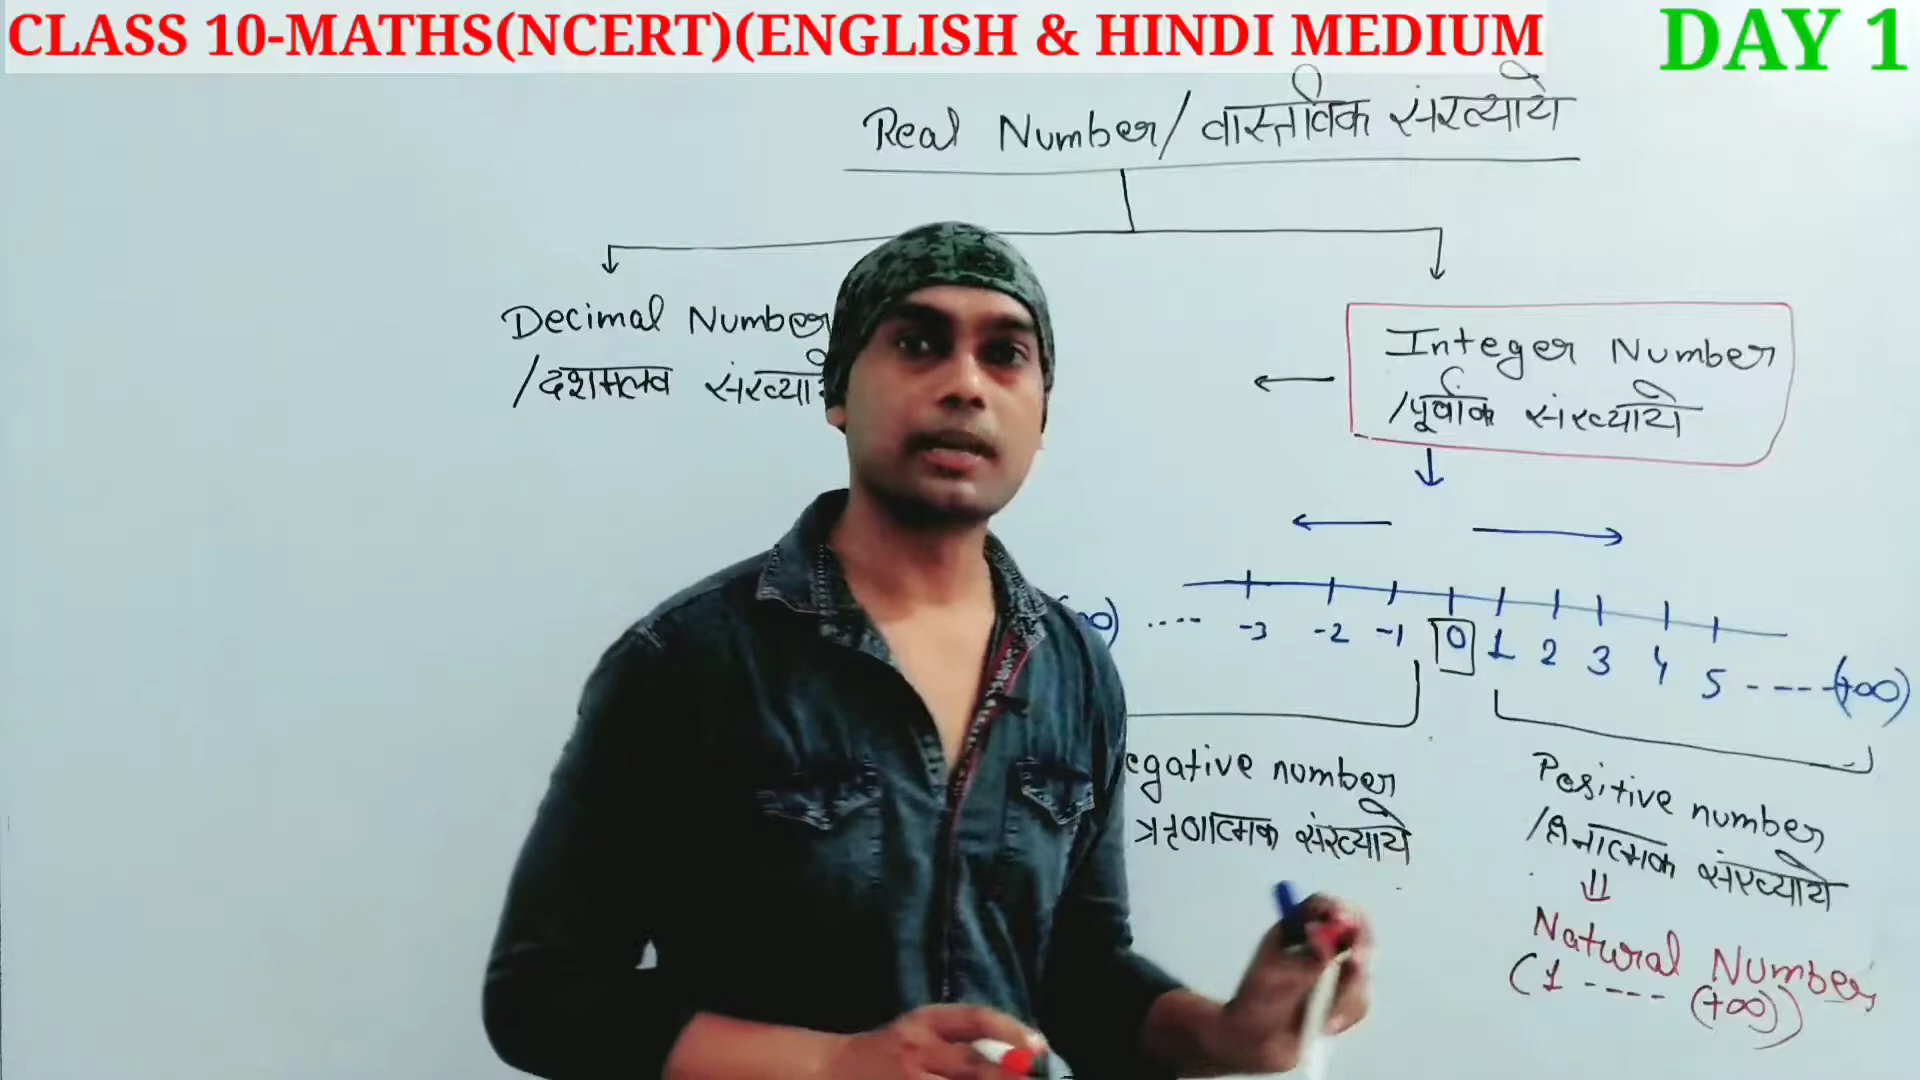 CLASS 10-MATHS(NCERT)(ENGLISH & HINDI MEDIUM
DAY 1
Real Number/ वास्तविक संख्याये
Decimal Number
/दशमलव
Integer Number
/पूर्वांक संख्याये
.... -3 -2 -1 0 1 2 3 4 5 ---- (+∞)
egative number
ऋणात्मक संख्याये
Positive number
/धनात्मक संख्याये
Natural Number
(1 ---- (+∞))